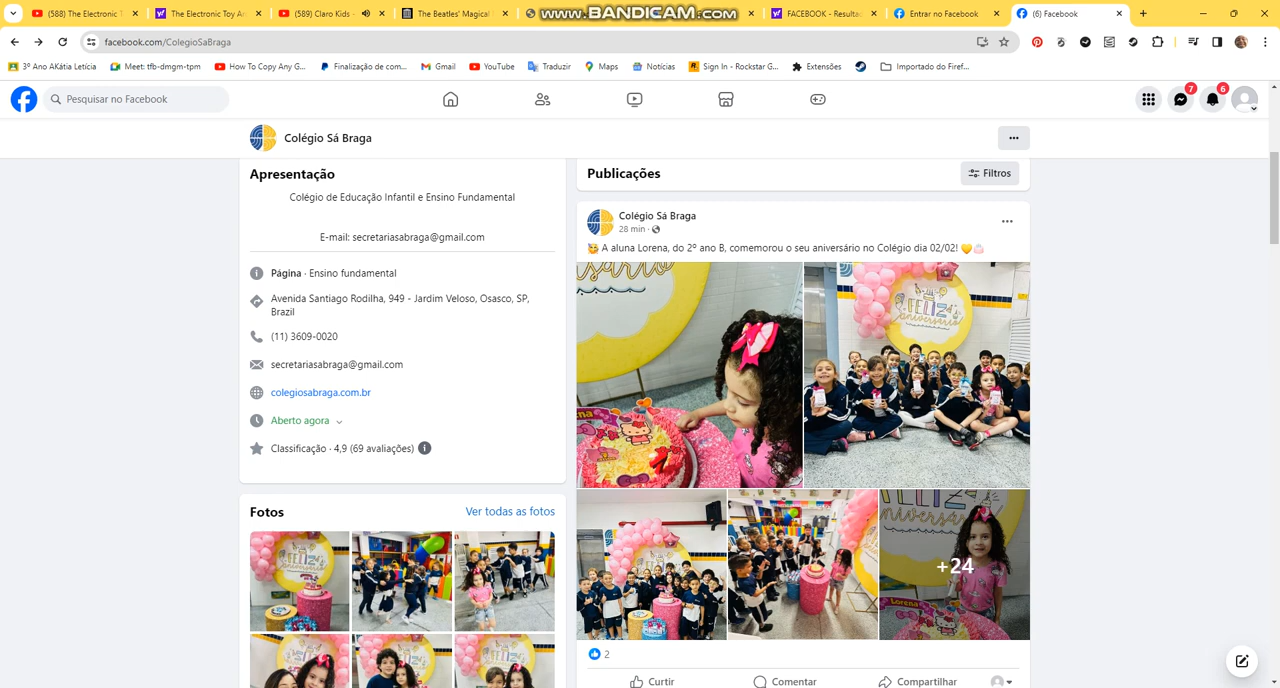 (588) The Electronic T
The Electronic Toy Ar
(589) Claro Kids -
The Beatles' Magical
www.BANDICAM.com
FACEBOOK - Resulta
Entrar no Facebook
(6) Facebook
facebook.com/ColegioSaBraga
3º Ano AKátia Letícia
Meet: tfb-dmgm-tpm
How To Copy Any G...
Finalização de com...
Gmail
YouTube
Traduzir
Maps
Notícias
Sign In - Rockstar G...
Extensões
Importado do Firef...
Pesquisar no Facebook
7
6
Colégio Sá Braga
Apresentação
Colégio de Educação Infantil e Ensino Fundamental
E-mail: secretariasabraga@gmail.com
Página · Ensino fundamental
Avenida Santiago Rodilha, 949 - Jardim Veloso, Osasco, SP,
Brazil
(11) 3609-0020
secretariasabraga@gmail.com
colegiosabraga.com.br
Aberto agora
Classificação · 4,9 (69 avaliações)
Fotos
Ver todas as fotos
Publicações
Filtros
Colégio Sá Braga
28 min ·
🥳 A aluna Lorena, do 2º ano B, comemorou o seu aniversário no Colégio dia 02/02! 💛🎂
FELIZ
aniversário
+24
2
Curtir
Comentar
Compartilhar